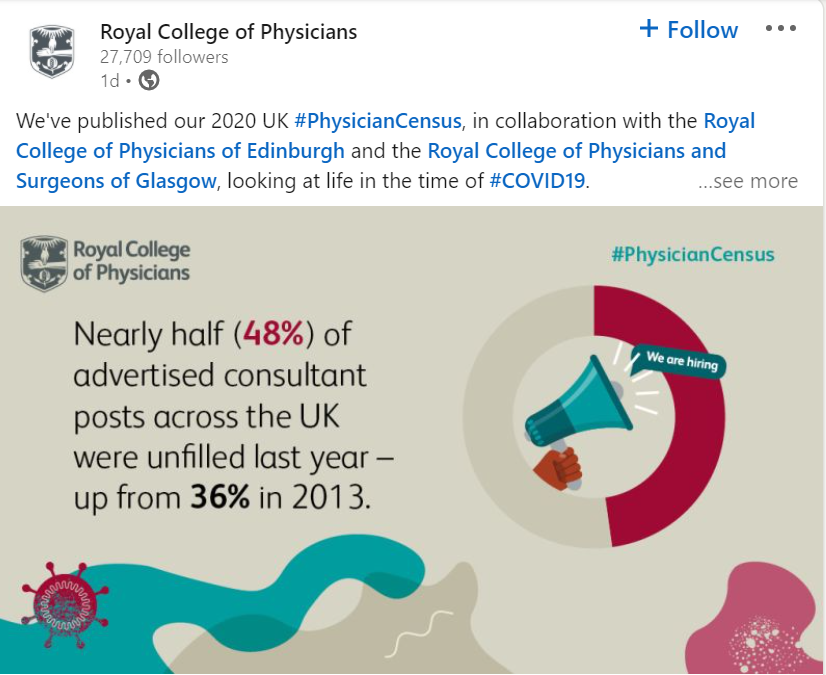 Royal College of Physicians
+ Follow
27,709 followers
1d •
We've published our 2020 UK #PhysicianCensus, in collaboration with the Royal
College of Physicians of Edinburgh and the Royal College of Physicians and
Surgeons of Glasgow, looking at life in the time of #COVID19.
...see more
Royal College
of Physicians
#PhysicianCensus
Nearly half (48%) of
advertised consultant
posts across the UK
were unfilled last year –
up from 36% in 2013.
We are hiring